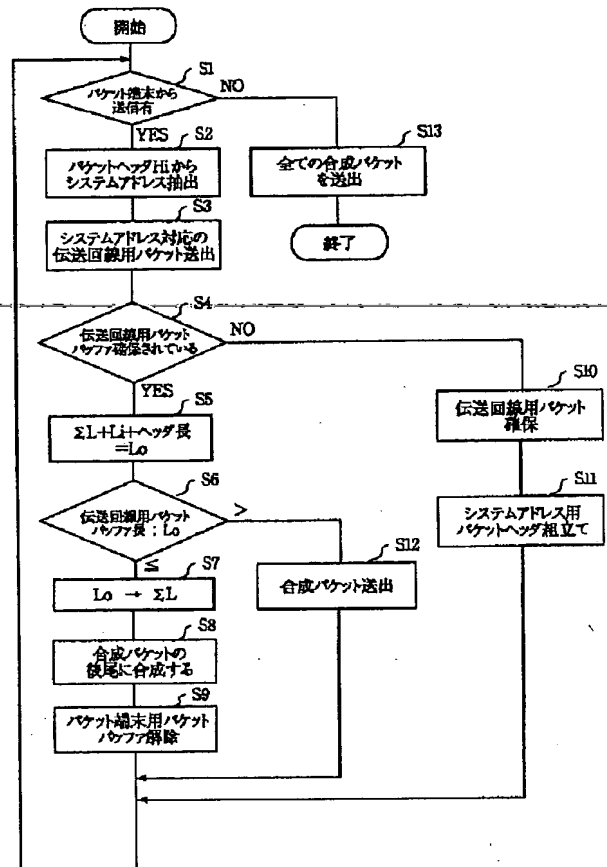 開始
S1
パケット端末から
送信有
NO
YES
S2
パケットヘッダHiから
システムアドレス抽出
S13
全ての合成パケット
を送出
S3
システムアドレス対応の
伝送回線用パケット送出
終了
S4
伝送回線用パケット
バッファ確保されている
NO
YES
S5
ΣL+Li+ヘッダ長
=Lo
S10
伝送回線用パケット
確保
S6
伝送回線用パケット
バッファ長:Lo
>
S11
システムアドレス用
パケットヘッダ組立て
≦
S7
Lo → ΣL
S12
合成パケット送出
S8
合成パケットの
後尾に合成する
S9
パケット端末用パケット
バッファ解除